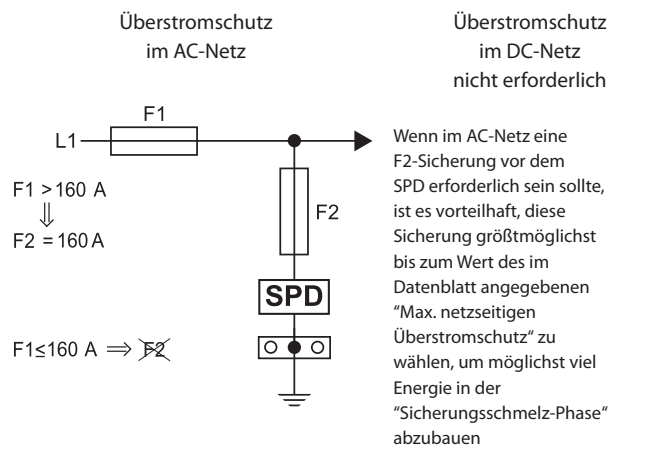 Überstromschutz
im AC-Netz
Überstromschutz
im DC-Netz
nicht erforderlich
F1
L1
F1 >160 A
⇓
F2 = 160 A
F2
SPD
F1≤160 A ⇒ F2
Wenn im AC-Netz eine
F2-Sicherung vor dem
SPD erforderlich sein sollte,
ist es vorteilhaft, diese
Sicherung größtmöglichst
bis zum Wert des im
Datenblatt angegebenen
“Max. netzseitigen
Überstromschutz“ zu
wählen, um möglichst viel
Energie in der
“Sicherungsschmelz-Phase“
abzubauen